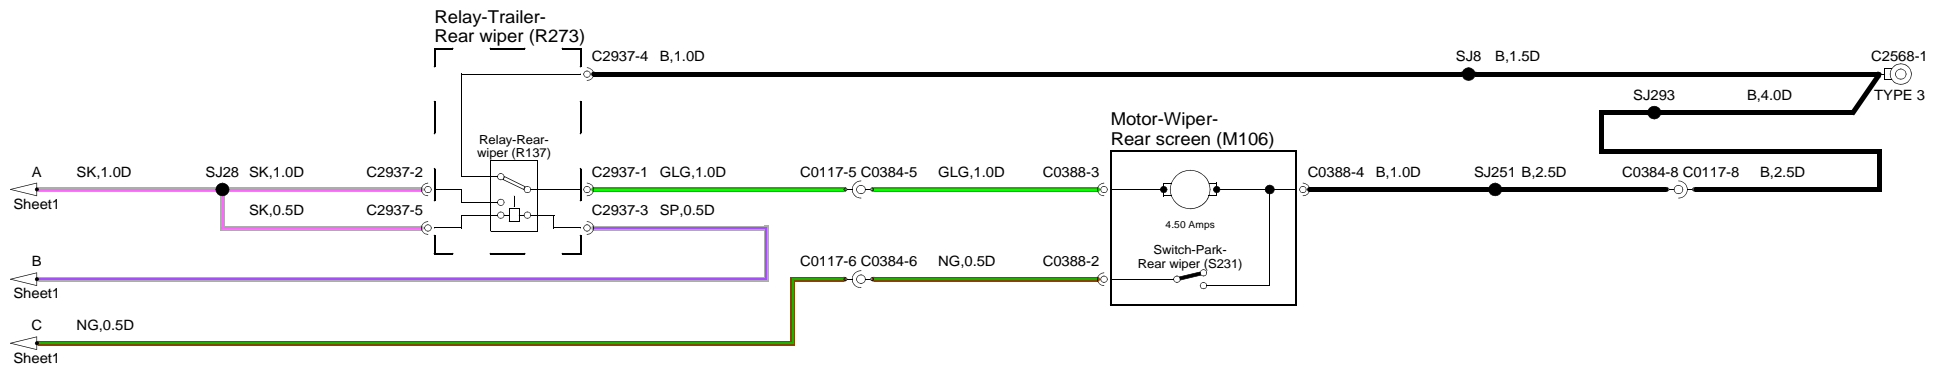 Relay-Trailer-
Rear wiper (R273)
C2937-4 B,1.0D
SJ8 B,1.5D
C2568-1
TYPE 3
SJ293
B,4.0D
Motor-Wiper-
Rear screen (M106)
Relay-Rear-
wiper (R137)
A
SK,1.0D
SJ28 SK,1.0D
C2937-2
C2937-1 GLG,1.0D
C0117-5 C0384-5 GLG,1.0D
C0388-3
C0388-4 B,1.0D
SJ251 B,2.5D
C0384-8 C0117-8 B,2.5D
Sheet1
SK,0.5D
C2937-5
C2937-3 SP,0.5D
4.50 Amps
Switch-Park-
Rear wiper (S231)
B
Sheet1
C0117-6 C0384-6 NG,0.5D
C0388-2
C
NG,0.5D
Sheet1